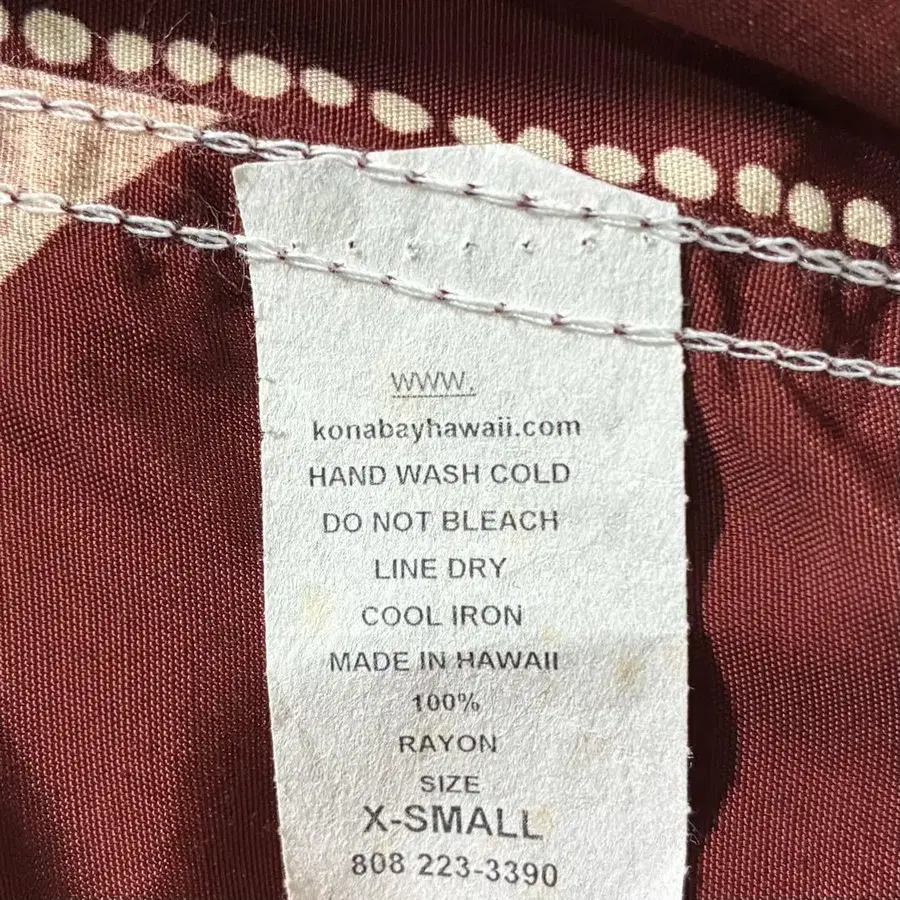 www.
konabayhawaii.com
HAND WASH COLD
DO NOT BLEACH
LINE DRY
COOL IRON
MADE IN HAWAII
100%
RAYON
SIZE
X-SMALL
808 223-3390